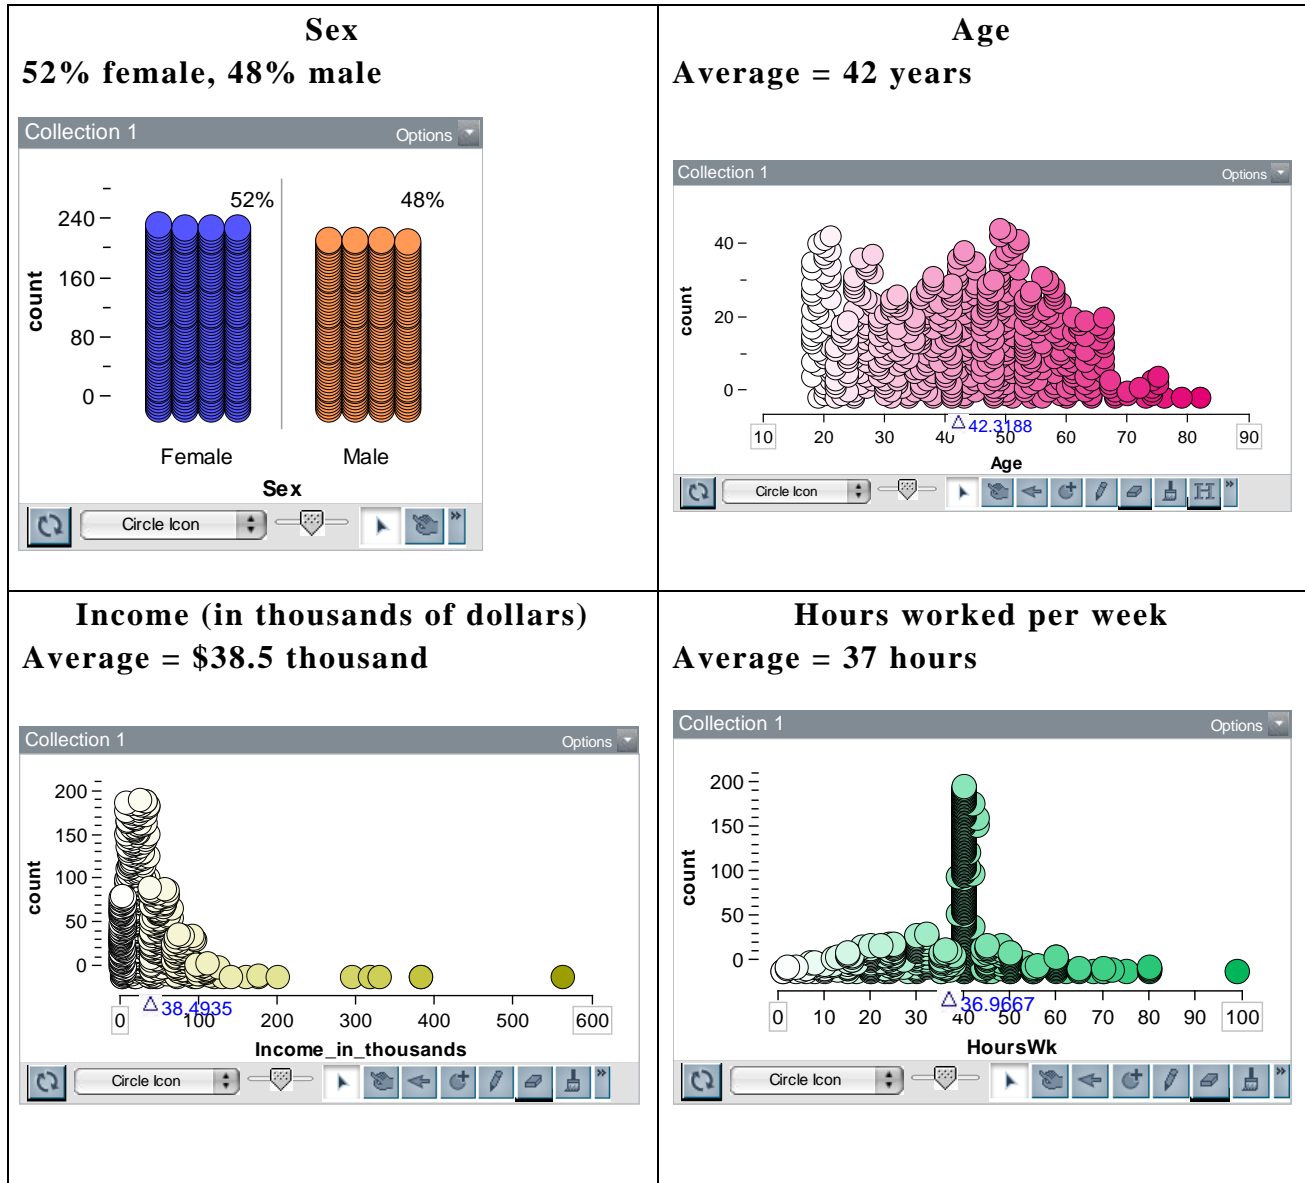 Sex
52% female, 48% male
Collection 1 Options
52% 48%
240
160
80
0
count
Female Male
Sex
Circle Icon »
Age
Average = 42 years
Collection 1 Options
40
20
0
count
42.3188
10 20 30 40 50 60 70 80 90
Age
Circle Icon H »
Income (in thousands of dollars)
Average = $38.5 thousand
Collection 1 Options
200
150
100
50
0
count
38.4935
0 100 200 300 400 500 600
Income_in_thousands
Circle Icon »
Hours worked per week
Average = 37 hours
Collection 1 Options
200
150
100
50
0
count
36.9667
0 10 20 30 40 50 60 70 80 90 100
HoursWk
Circle Icon »